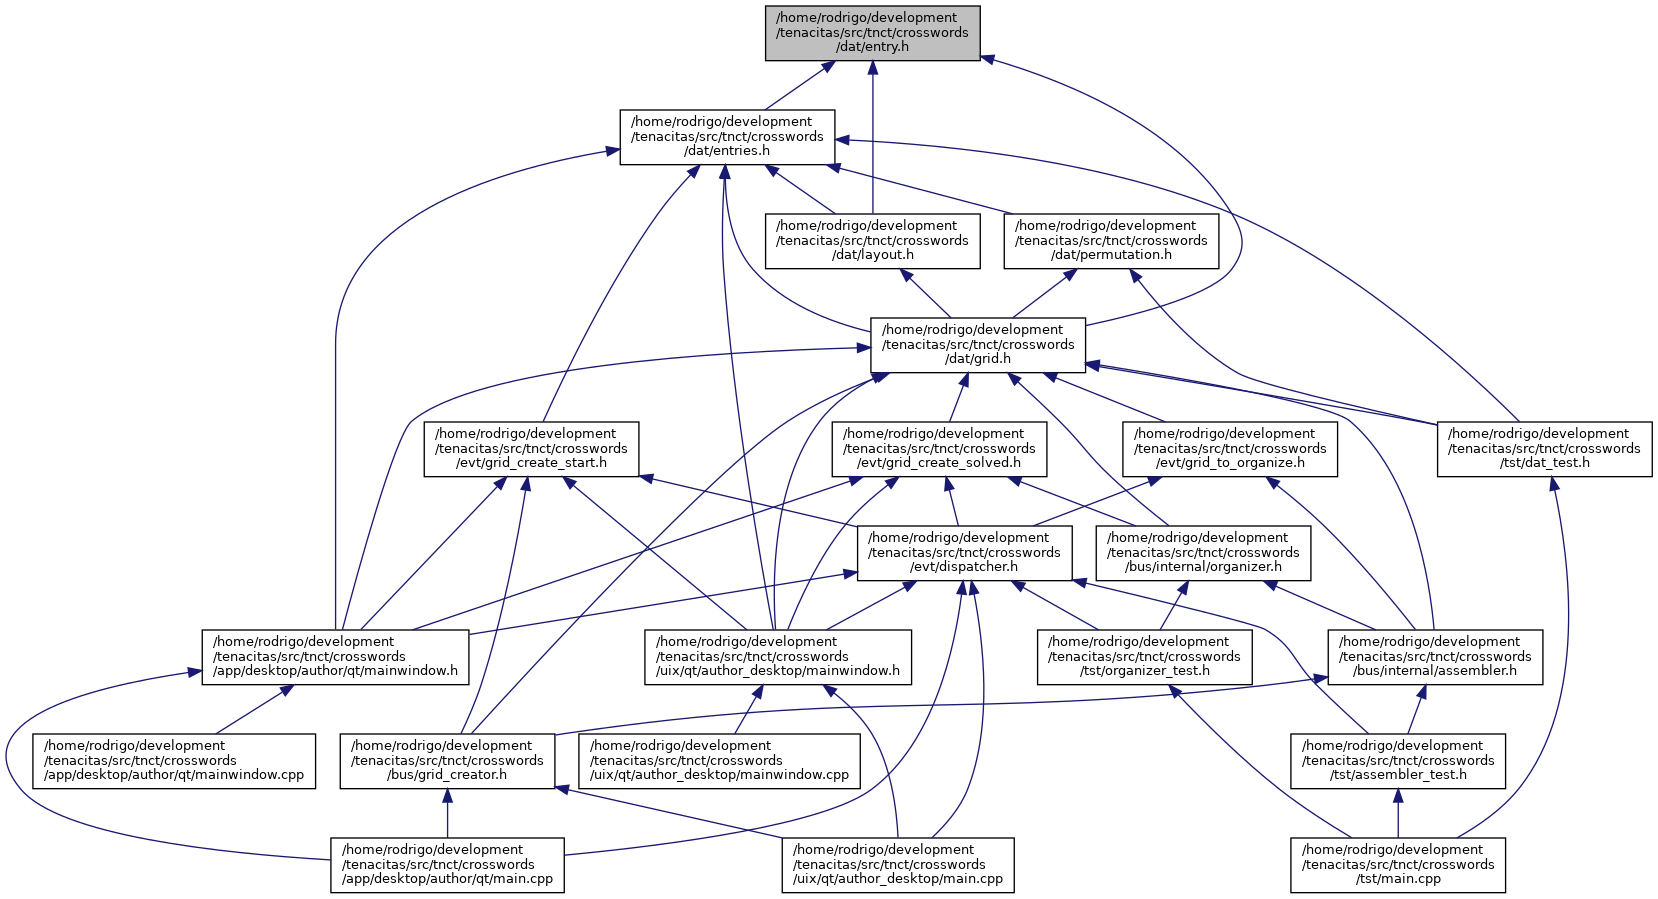 /home/rodrigo/development
/tenacitas/src/tnct/crosswords
/dat/entry.h
/home/rodrigo/development
/tenacitas/src/tnct/crosswords
/dat/entries.h
/home/rodrigo/development
/tenacitas/src/tnct/crosswords
/dat/layout.h
/home/rodrigo/development
/tenacitas/src/tnct/crosswords
/dat/permutation.h
/home/rodrigo/development
/tenacitas/src/tnct/crosswords
/dat/grid.h
/home/rodrigo/development
/tenacitas/src/tnct/crosswords
/evt/grid_create_start.h
/home/rodrigo/development
/tenacitas/src/tnct/crosswords
/evt/grid_create_solved.h
/home/rodrigo/development
/tenacitas/src/tnct/crosswords
/evt/grid_to_organize.h
/home/rodrigo/development
/tenacitas/src/tnct/crosswords
/tst/dat_test.h
/home/rodrigo/development
/tenacitas/src/tnct/crosswords
/evt/dispatcher.h
/home/rodrigo/development
/tenacitas/src/tnct/crosswords
/bus/internal/organizer.h
/home/rodrigo/development
/tenacitas/src/tnct/crosswords
/app/desktop/author/qt/mainwindow.h
/home/rodrigo/development
/tenacitas/src/tnct/crosswords
/uix/qt/author_desktop/mainwindow.h
/home/rodrigo/development
/tenacitas/src/tnct/crosswords
/tst/organizer_test.h
/home/rodrigo/development
/tenacitas/src/tnct/crosswords
/bus/internal/assembler.h
/home/rodrigo/development
/tenacitas/src/tnct/crosswords
/app/desktop/author/qt/mainwindow.cpp
/home/rodrigo/development
/tenacitas/src/tnct/crosswords
/bus/grid_creator.h
/home/rodrigo/development
/tenacitas/src/tnct/crosswords
/uix/qt/author_desktop/mainwindow.cpp
/home/rodrigo/development
/tenacitas/src/tnct/crosswords
/tst/assembler_test.h
/home/rodrigo/development
/tenacitas/src/tnct/crosswords
/app/desktop/author/qt/main.cpp
/home/rodrigo/development
/tenacitas/src/tnct/crosswords
/uix/qt/author_desktop/main.cpp
/home/rodrigo/development
/tenacitas/src/tnct/crosswords
/tst/main.cpp